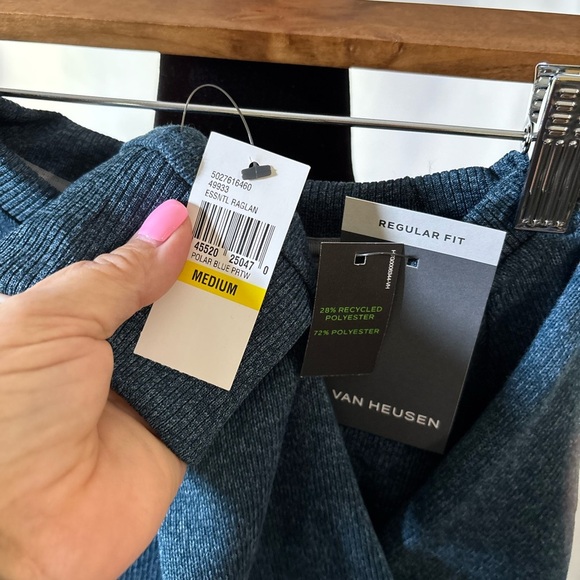 5027616460
49933
ESSNTL RAGLAN
45520 25047 0
POLAR BLUE PRTW
MEDIUM
REGULAR FIT
28% RECYCLED
POLYESTER
72% POLYESTER
VAN HEUSEN